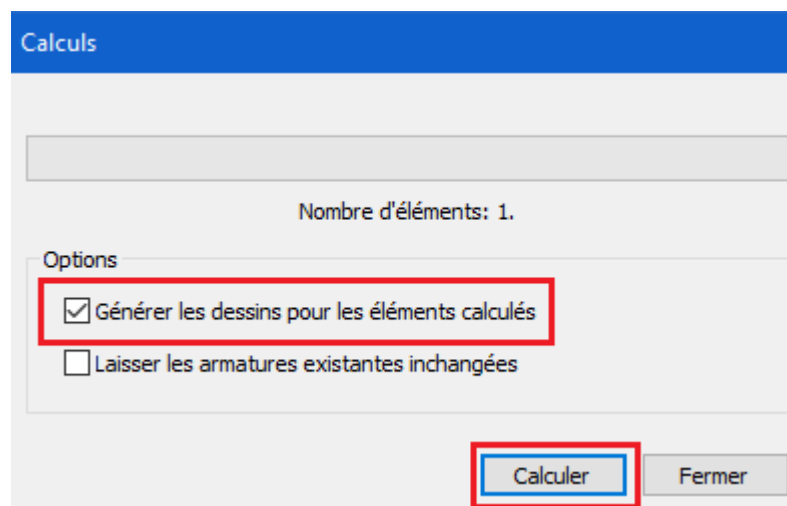 Calculs
Nombre d'éléments: 1.
Options
Générer les dessins pour les éléments calculés
Laisser les armatures existantes inchangées
Calculer Fermer